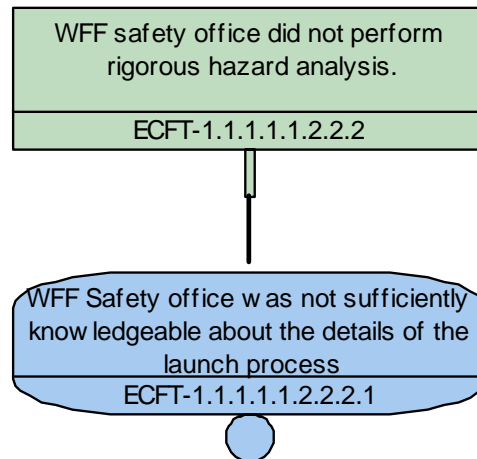 WFF safety office did not perform
rigorous hazard analysis.
ECFT-1.1.1.1.1.2.2.2
WFF Safety office was not sufficiently
knowledgeable about the details of the
launch process
ECFT-1.1.1.1.1.2.2.2.1